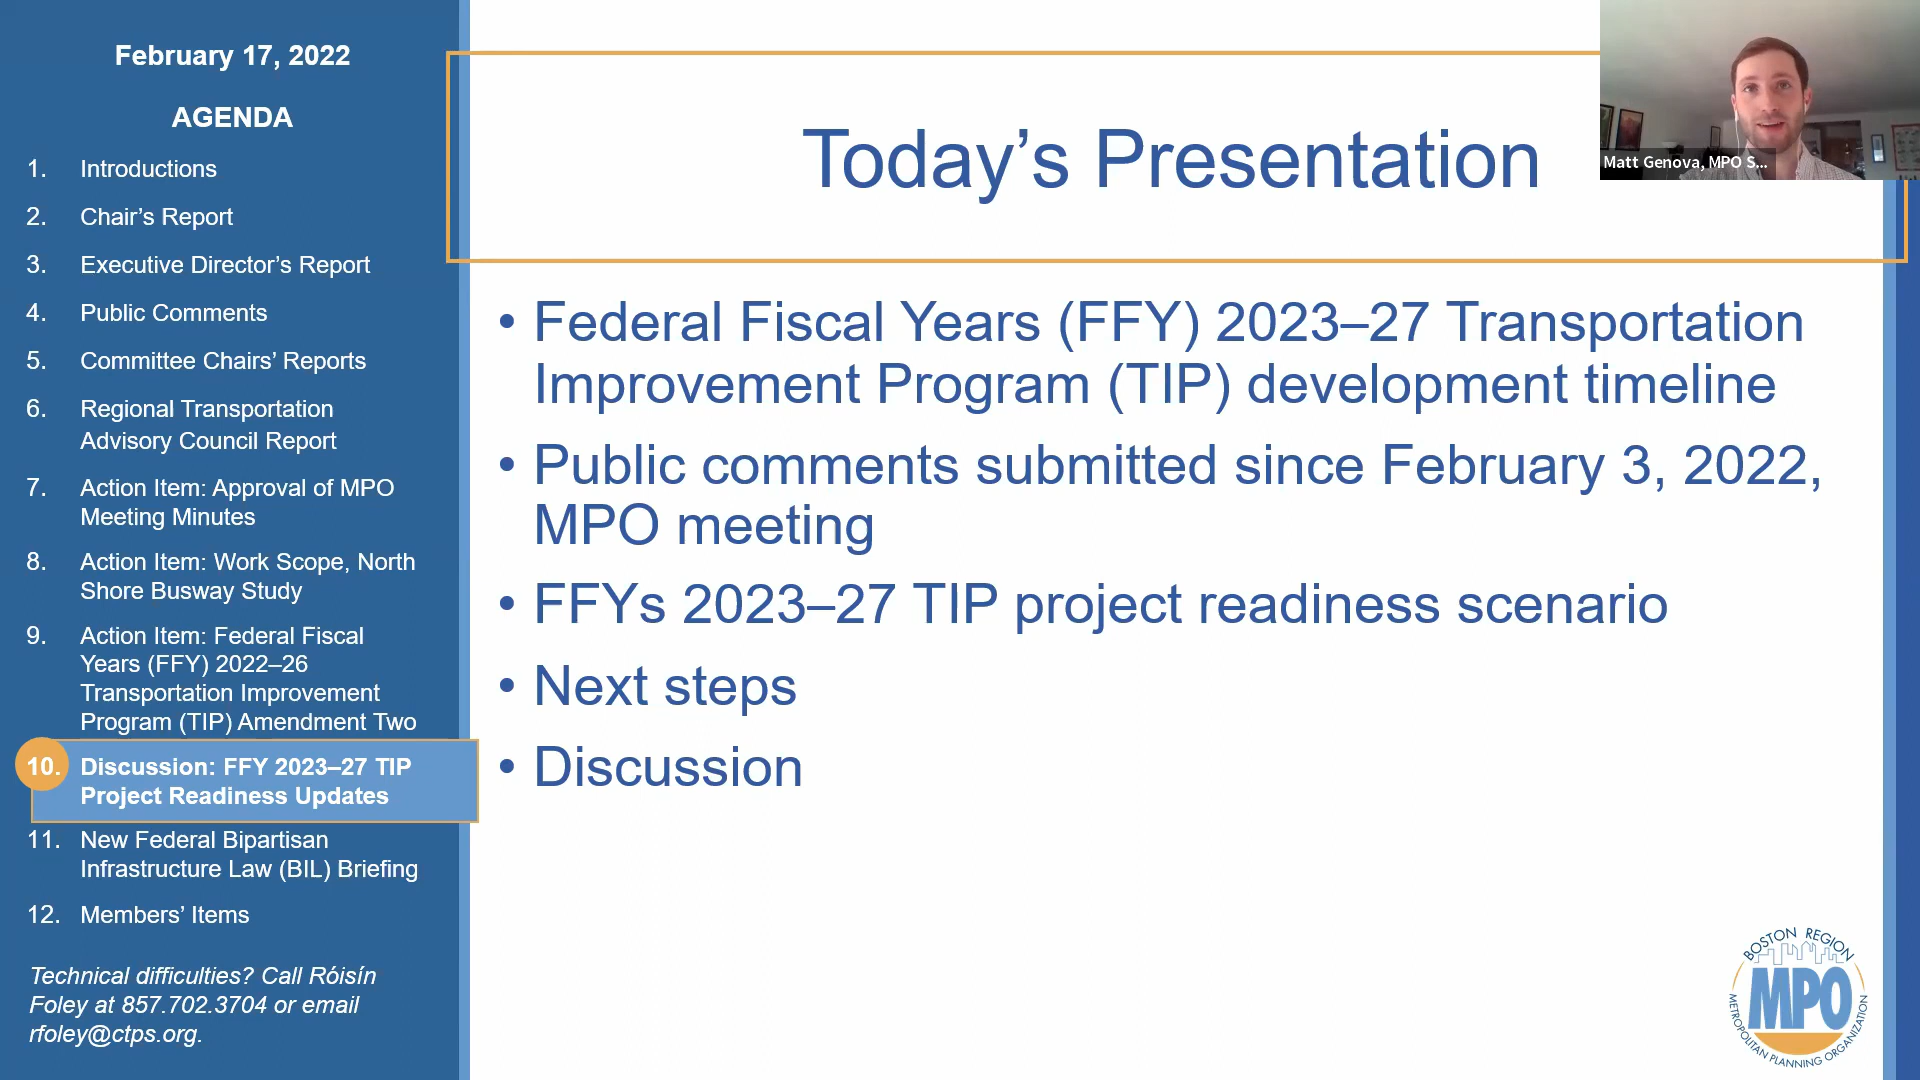 February 17, 2022
AGENDA
1. Introductions
2. Chair’s Report
3. Executive Director’s Report
4. Public Comments
5. Committee Chairs’ Reports
6. Regional Transportation
Advisory Council Report
7. Action Item: Approval of MPO
Meeting Minutes
8. Action Item: Work Scope, North
Shore Busway Study
9. Action Item: Federal Fiscal
Years (FFY) 2022–26
Transportation Improvement
Program (TIP) Amendment Two
10. Discussion: FFY 2023–27 TIP
Project Readiness Updates
11. New Federal Bipartisan
Infrastructure Law (BIL) Briefing
12. Members’ Items
Technical difficulties? Call Róisín
Foley at 857.702.3704 or email
rfoley@ctps.org.
Today’s Presentation
Matt Genova, MPO S...
• Federal Fiscal Years (FFY) 2023–27 Transportation
Improvement Program (TIP) development timeline
• Public comments submitted since February 3, 2022,
MPO meeting
• FFYs 2023–27 TIP project readiness scenario
• Next steps
• Discussion
BOSTON REGION
MPO
METROPOLITAN PLANNING ORGANIZATION